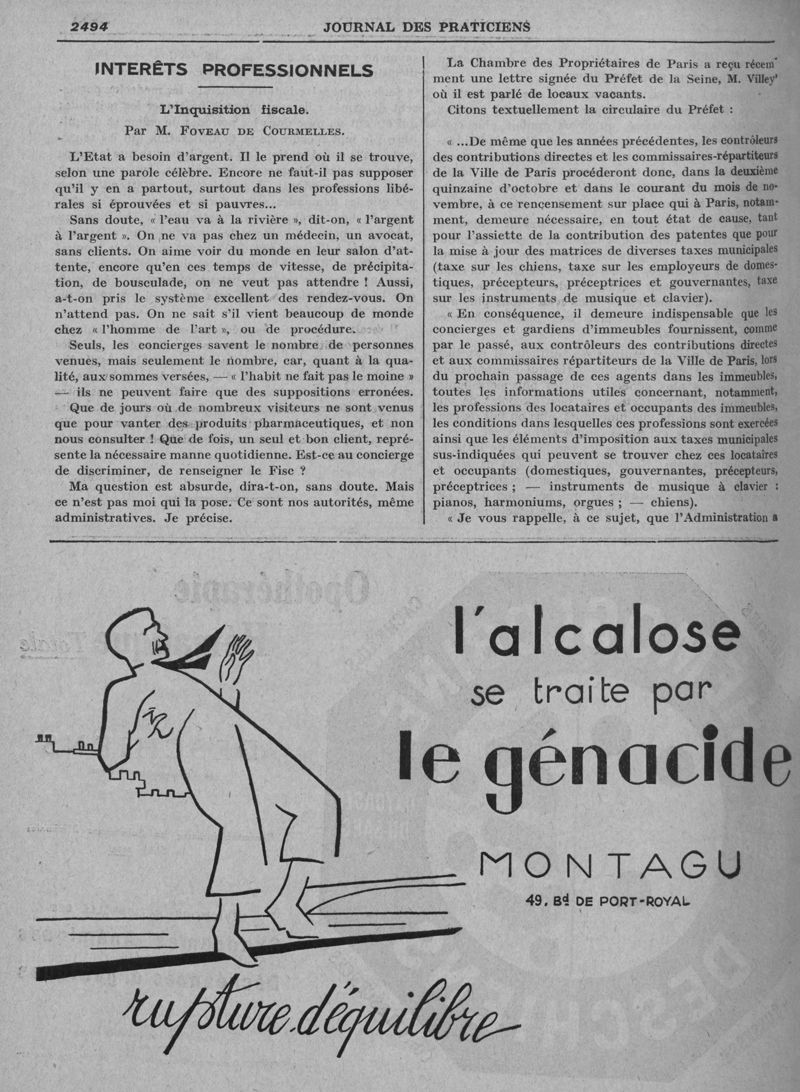 2494
JOURNAL DES PRATICIENS
INTERÊTS PROFESSIONNELS
L'Inquisition fiscale.
Par M. FOVEAU DE COURMELLES.
L'Etat a besoin d'argent. Il le prend où il se trouve,
selon une parole célèbre. Encore ne faut-il pas supposer
qu'il y en a partout, surtout dans les professions libé-
rales si éprouvées et si pauvres...
Sans doute, « l'eau va à la rivière », dit-on, « l'argent
à l'argent ». On ne va pas chez un médecin, un avocat,
sans clients. On aime voir du monde en leur salon d'at-
tente, encore qu'en ces temps de vitesse, de précipita-
tion, de bousculade, on ne veut pas attendre ! Aussi,
a-t-on pris le système excellent des rendez-vous. On
n'attend pas. On ne sait s'il vient beaucoup de monde
chez « l'homme de l'art », ou de procédure.
Seuls, les concierges savent le nombre de personnes
venues, mais seulement le nombre, car, quant à la qua-
lité, aux sommes versées, — « l'habit ne fait pas le moine »
— ils ne peuvent faire que des suppositions erronées.
Que de jours où de nombreux visiteurs ne sont venus
que pour vanter des produits pharmaceutiques, et non
nous consulter ! Que de fois, un seul et bon client, repré-
sente la nécessaire manne quotidienne. Est-ce au concierge
de discriminer, de renseigner le Fisc ?
Ma question est absurde, dira-t-on, sans doute. Mais
ce n'est pas moi qui la pose. Ce sont nos autorités, même
administratives. Je précise.
La Chambre des Propriétaires de Paris a reçu récem
ment une lettre signée du Préfet de la Seine, M. Villey'
où il est parlé de locaux vacants.
Citons textuellement la circulaire du Préfet :
« ...De même que les années précédentes, les contrôleurs
des contributions directes et les commissaires-répartiteurs
de la Ville de Paris procéderont donc, dans la deuxième
quinzaine d'octobre et dans le courant du mois de no-
vembre, à ce rencensement sur place qui à Paris, notam-
ment, demeure nécessaire, en tout état de cause, tant
pour l'assiette de la contribution des patentes que pour
la mise à jour des matrices de diverses taxes municipales
(taxe sur les chiens, taxe sur les employeurs de domes-
tiques, précepteurs, préceptrices et gouvernantes, taxe
sur les instruments de musique et clavier).
« En conséquence, il demeure indispensable que les
concierges et gardiens d'immeubles fournissent, comme
par le passé, aux contrôleurs des contributions directes
et aux commissaires répartiteurs de la Ville de Paris, lors
du prochain passage de ces agents dans les immeubles,
toutes les informations utiles concernant, notamment,
les professions des locataires et occupants des immeubles,
les conditions dans lesquelles ces professions sont exercées
ainsi que les éléments d'imposition aux taxes municipales
sus-indiquées qui peuvent se trouver chez ces locataires
et occupants (domestiques, gouvernantes, précepteurs,
préceptrices ; — instruments de musique à clavier :
pianos, harmoniums, orgues ; — chiens).
« Je vous rappelle, à ce sujet, que l'Administration a
l'alcalose
se traite par
le génacide
MONTAGU
49, Bd DE PORT-ROYAL
rupture d'équilibre